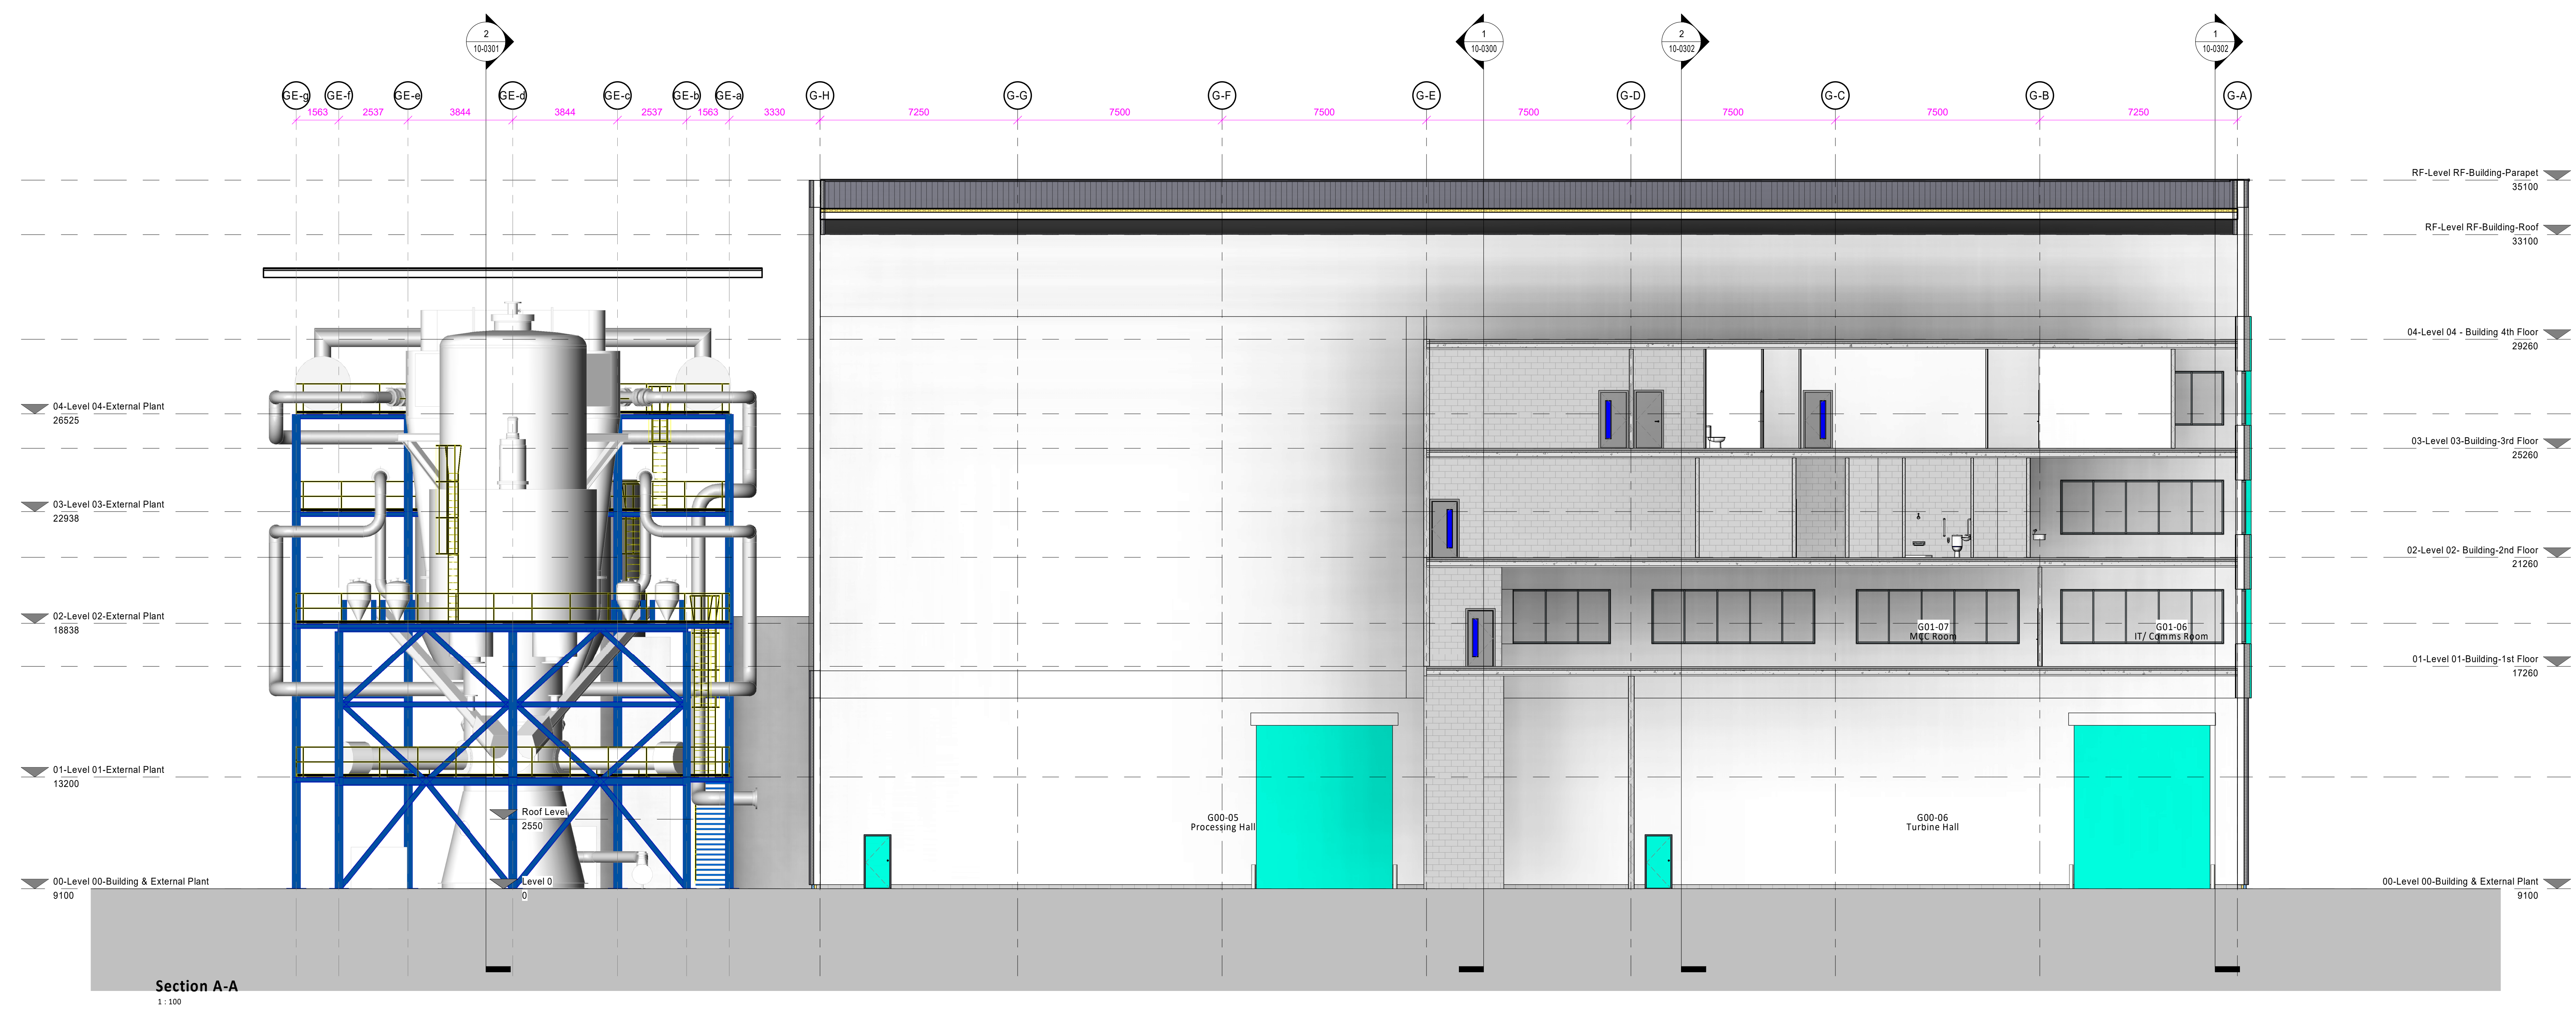 2
10-0301
1
10-0300
2
10-0302
1
10-0302
GE-g
GE-f
GE-e
GE-d
GE-c
GE-b
GE-a
G-H
G-G
G-F
G-E
G-D
G-C
G-B
G-A
1563
2537
3844
3844
2537
1563
3330
7250
7500
7500
7500
7500
7500
7250
RF-Level RF-Building-Parapet
35100
RF-Level RF-Building-Roof
33100
04-Level 04 - Building 4th Floor
29260
04-Level 04-External Plant
26525
03-Level 03-Building-3rd Floor
25260
03-Level 03-External Plant
22938
02-Level 02- Building-2nd Floor
21260
02-Level 02-External Plant
18838
G01-07
MCC Room
G01-06
IT/ Comms Room
01-Level 01-Building-1st Floor
17260
01-Level 01-External Plant
13200
Roof Level
2550
G00-05
Processing Hall
G00-06
Turbine Hall
00-Level 00-Building & External Plant
9100
Level 0
0
00-Level 00-Building & External Plant
9100
Section A-A
1 : 100